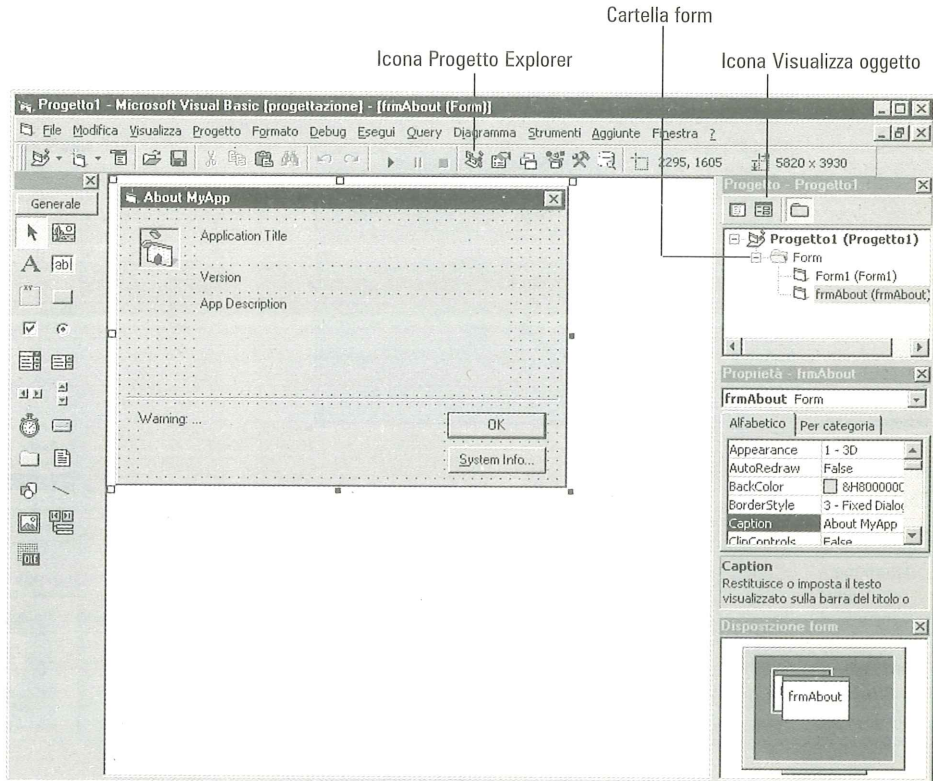 Cartella form
Icona Progetto Explorer
Icona Visualizza oggetto
Progetto1 - Microsoft Visual Basic [progettazione] - [frmAbout (Form)]
File Modifica Visualizza Progetto Formato Debug Esegui Query Diagramma Strumenti Aggiunte Finestra ?
2295, 1605
5820 x 3930
Generale
A
ab
XY
OLE
About MyApp
Application Title
Version
App Description
Warning: ...
OK
System Info...
Progetto - Progetto1
Progetto1 (Progetto1)
Form
Form1 (Form1)
frmAbout (frmAbout)
Proprietà - frmAbout
frmAbout Form
Alfabetico Per categoria
Appearance 1 - 3D
AutoRedraw False
BackColor &H8000000
BorderStyle 3 - Fixed Dialog
Caption About MyApp
ClipControls False
Caption
Restituisce o imposta il testo
visualizzato sulla barra del titolo o
Disposizione form
frmAbout